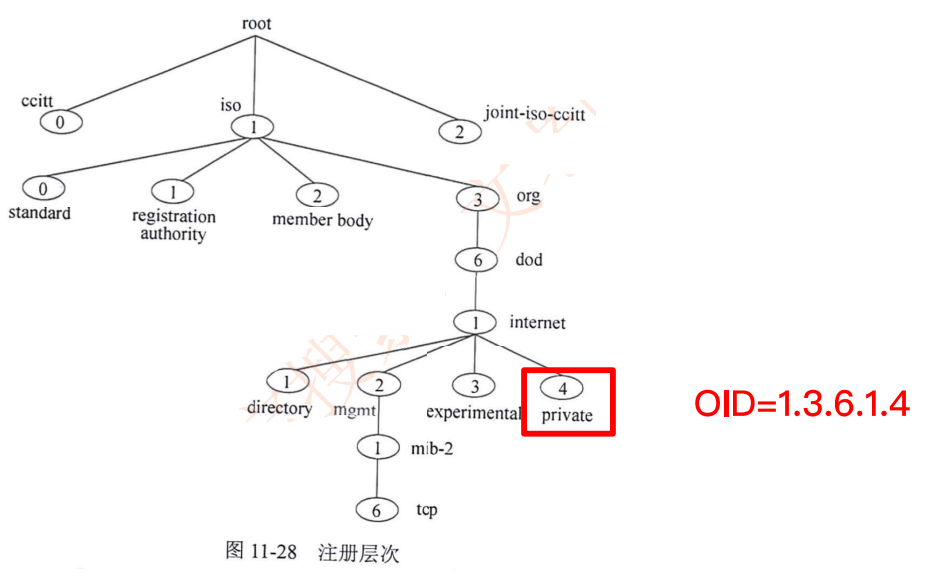 root
ccitt
0
iso
1
joint-iso-ccitt
2
0
standard
1
registration
authority
2
member body
3
org
6
dod
1
internet
1
directory
2
mgmt
3
experimental
4
private
OID=1.3.6.1.4
1
mib-2
6
tcp
图 11-28 注册层次